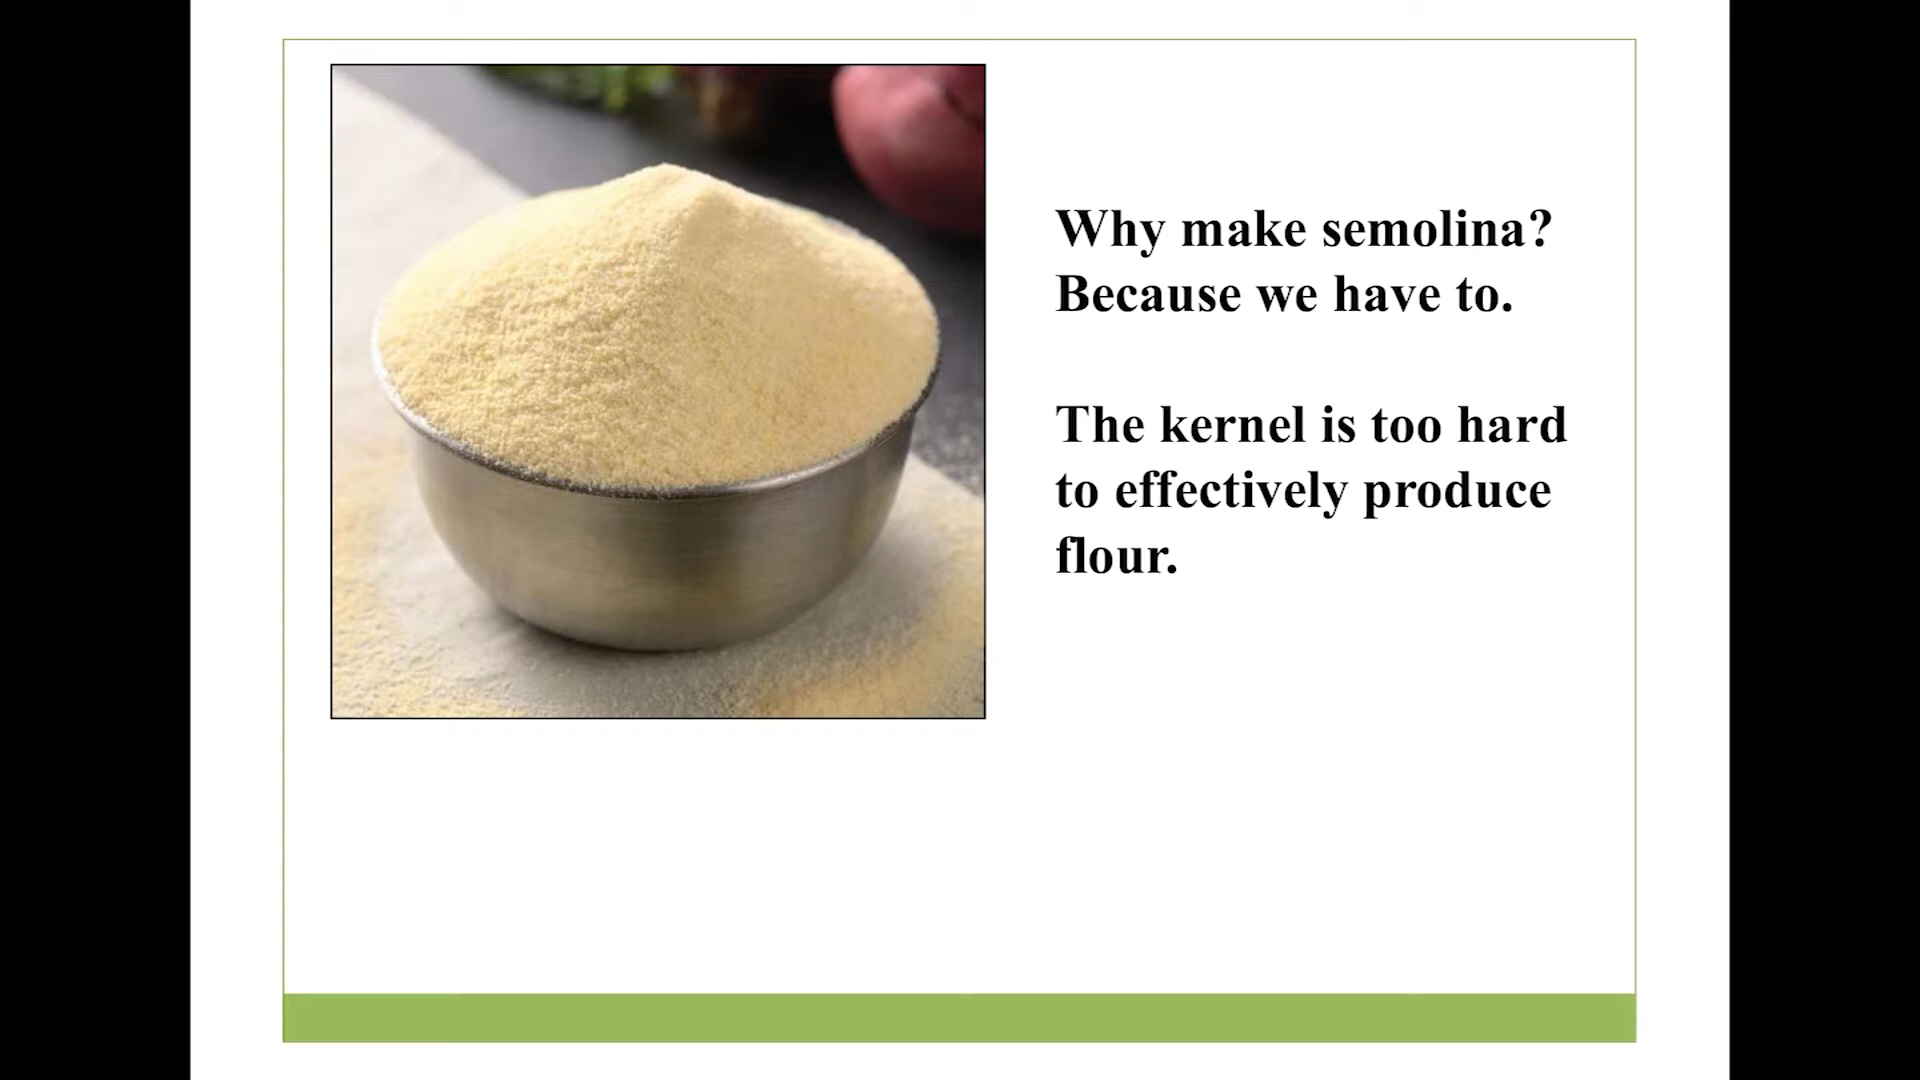 Why make semolina?
Because we have to.
The kernel is too hard
to effectively produce
flour.